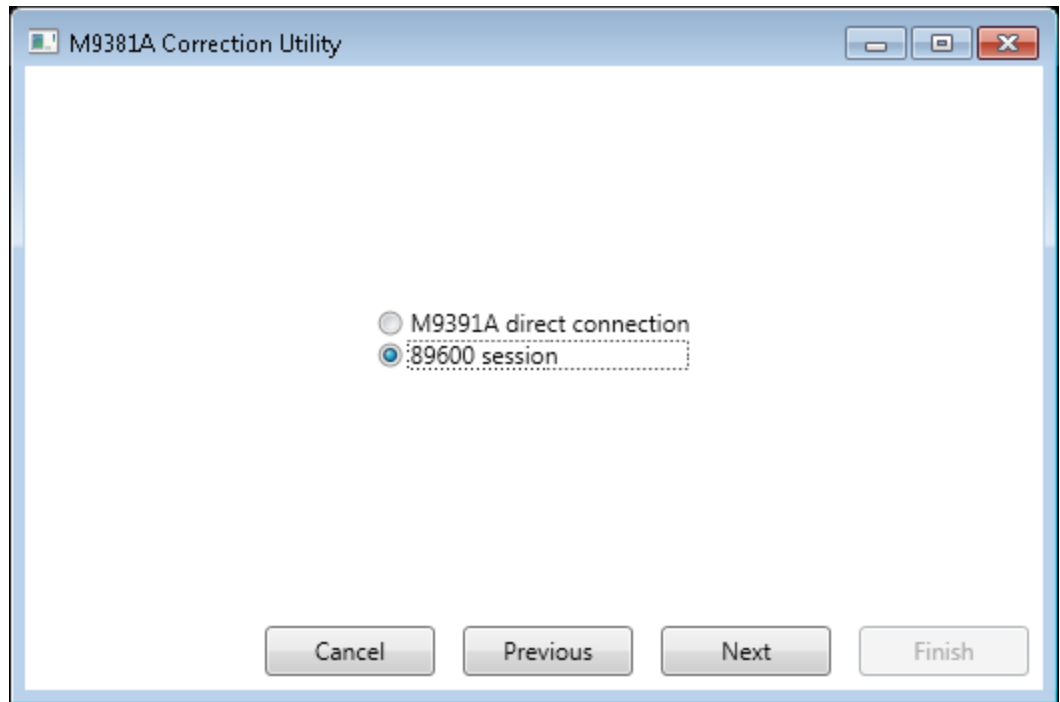 M9381A Correction Utility
M9391A direct connection
89600 session
Cancel Previous Next Finish